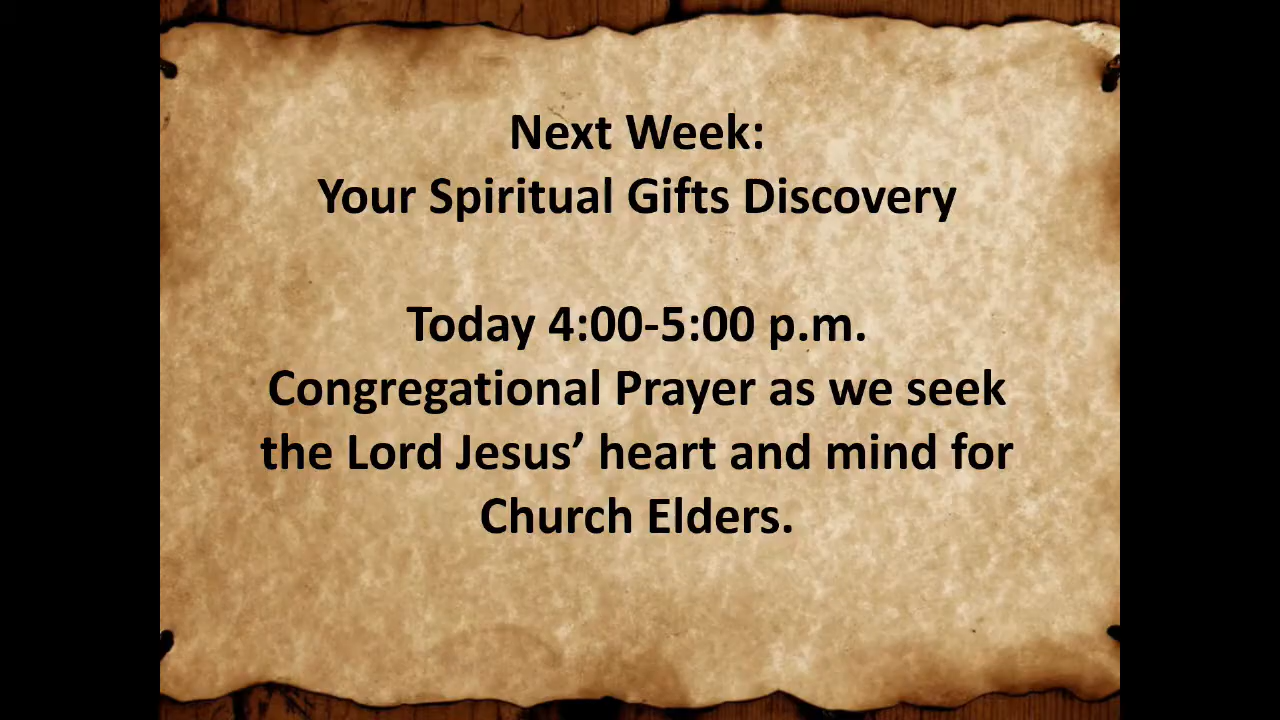 Next Week:
Your Spiritual Gifts Discovery
Today 4:00-5:00 p.m.
Congregational Prayer as we seek
the Lord Jesus’ heart and mind for
Church Elders.